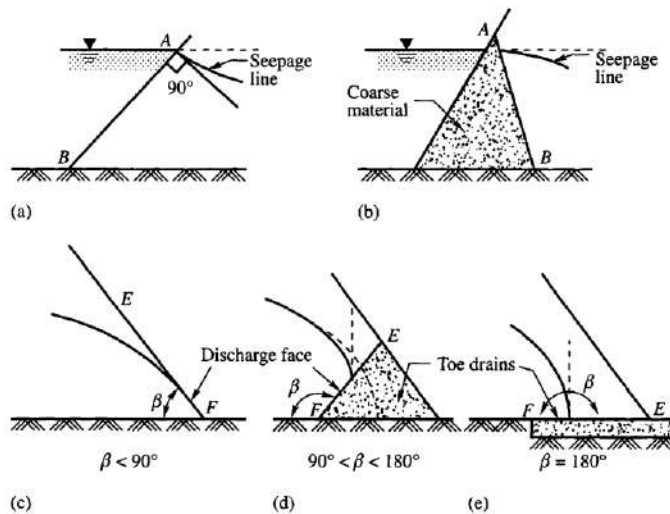 A
Seepage
line
90°
B
(a)
A
Seepage
line
Coarse
material
B
(b)
E
Discharge face
β
F
β < 90°
(c)
E
Toe drains
β
F
90° < β < 180°
(d)
β
F
E
β = 180°
(e)